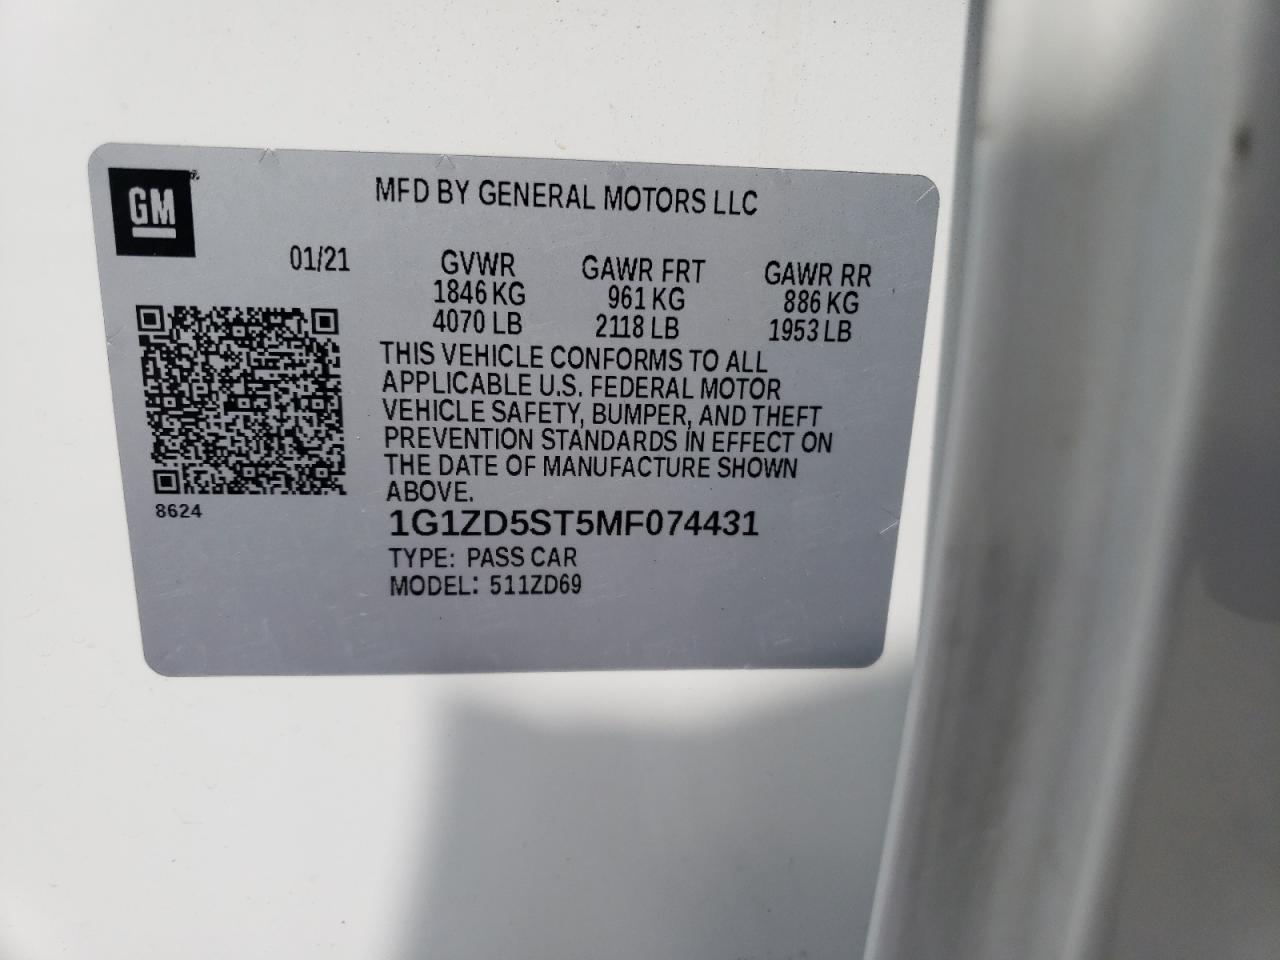 GM
MFD BY GENERAL MOTORS LLC
01/21
GVWR
1846 KG
4070 LB
GAWR FRT
961 KG
2118 LB
GAWR RR
886 KG
1953 LB
THIS VEHICLE CONFORMS TO ALL
APPLICABLE U.S. FEDERAL MOTOR
VEHICLE SAFETY, BUMPER, AND THEFT
PREVENTION STANDARDS IN EFFECT ON
THE DATE OF MANUFACTURE SHOWN
ABOVE.
8624
1G1ZD5ST5MF074431
TYPE: PASS CAR
MODEL: 511ZD69